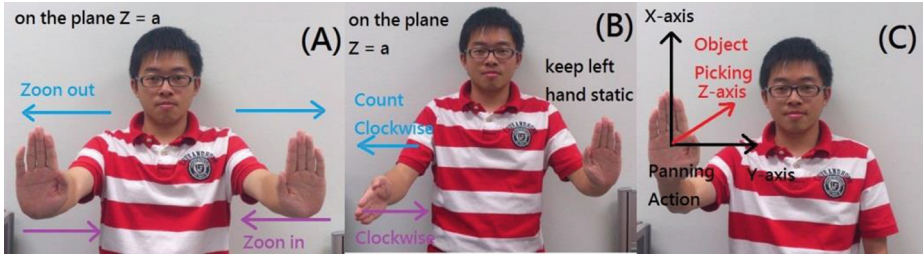 on the plane Z = a
(A)
Zoon out
Zoon in
on the plane
Z = a
(B)
keep left
hand static
Count
Clockwise
Clockwise
X-axis
(C)
Object
Picking
Z-axis
Y-axis
Panning
Action